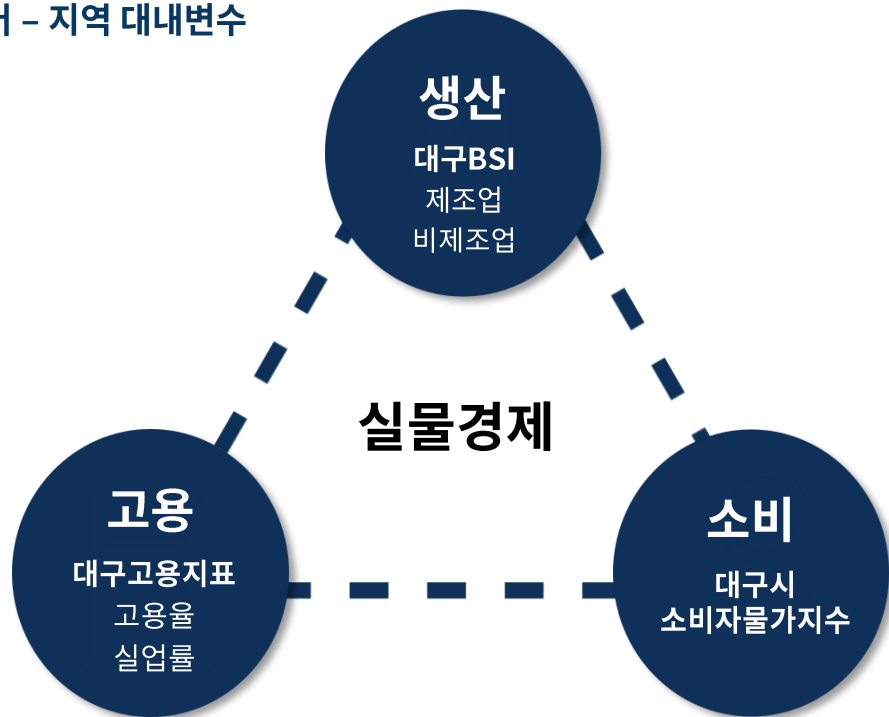 – 지역 대내변수
생산
대구BSI
제조업
비제조업
실물경제
고용
대구고용지표
고용율
실업률
소비
대구시
소비자물가지수